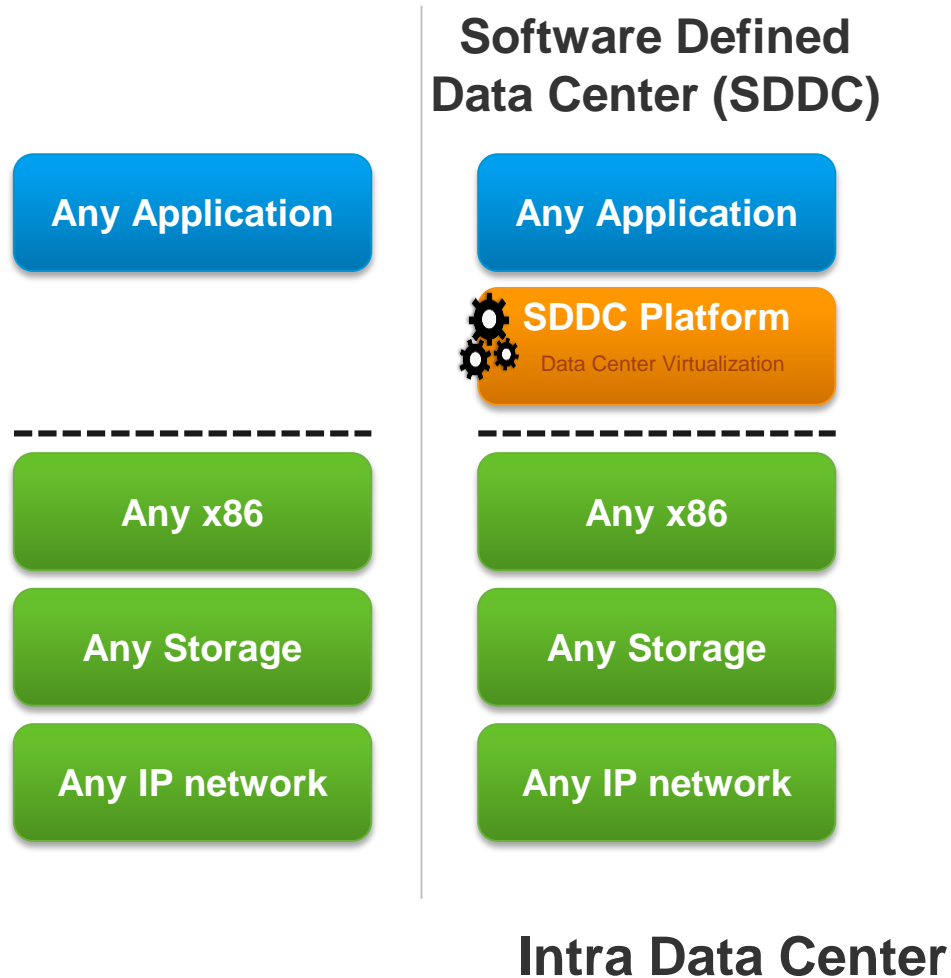 Software Defined
Data Center (SDDC)
Any Application
Any Application
SDDC Platform
Data Center Virtualization
Any x86
Any x86
Any Storage
Any Storage
Any IP network
Any IP network
Intra Data Center